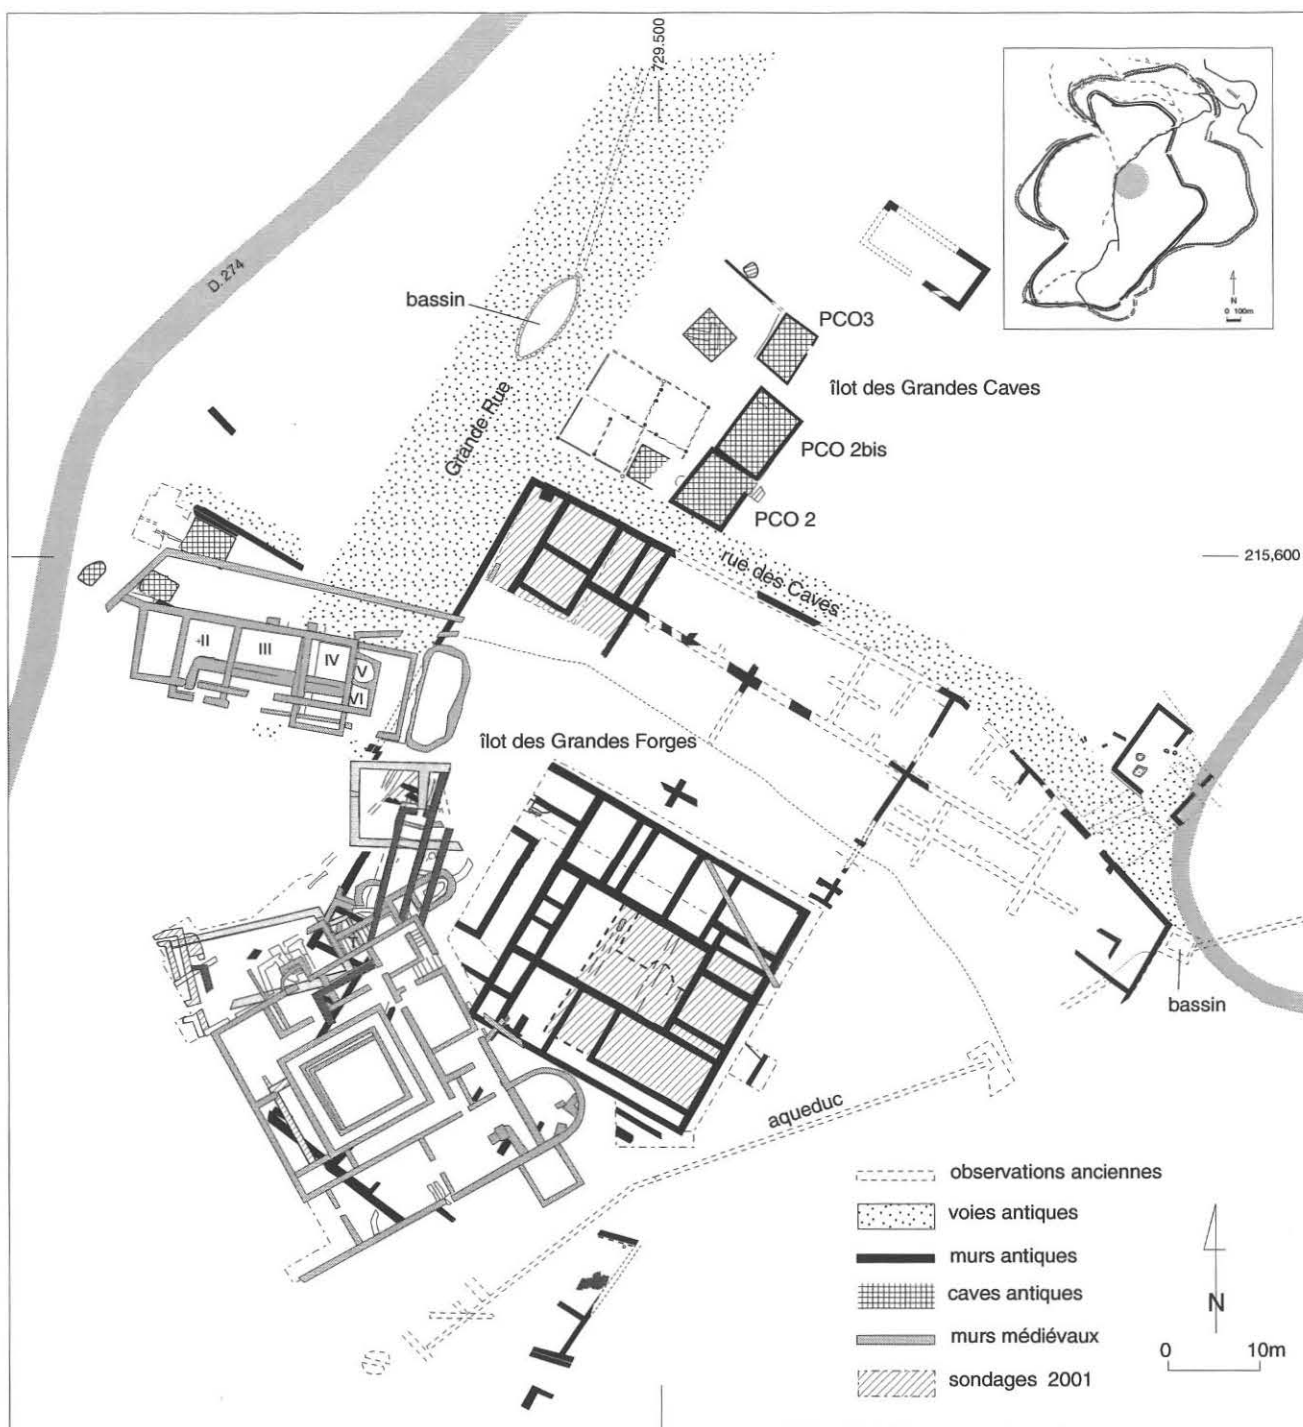 729.500
N
0 100m
D. 274
bassin
PCO3
îlot des Grandes Caves
Grande Rue
PCO 2bis
PCO 2
rue des Caves
215,600
II
III
IV
V
VI
îlot des Grandes Forges
bassin
aqueduc
observations anciennes
voies antiques
murs antiques
caves antiques
murs médiévaux
sondages 2001
N
0 10m